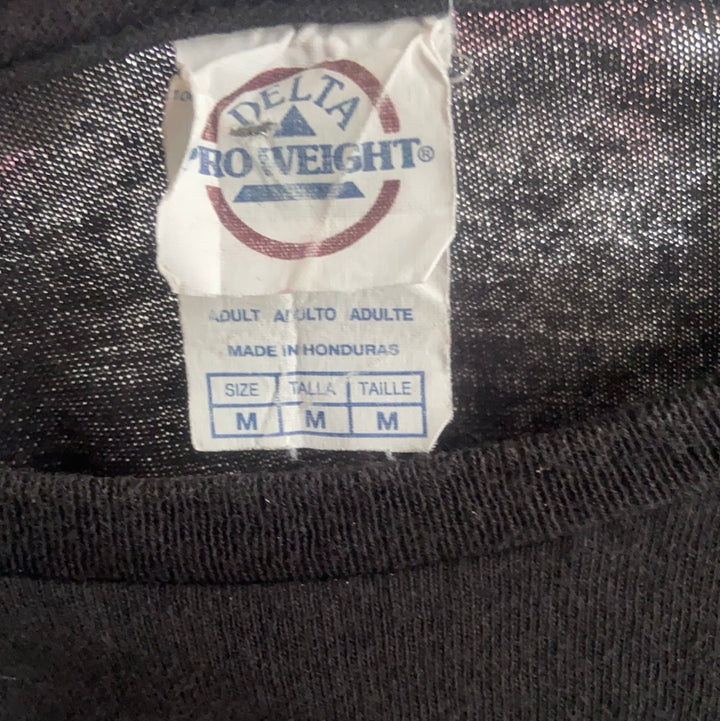 DELTA
PRO WEIGHT®
ADULT ADULTO ADULTE
MADE IN HONDURAS
SIZE TALLA TAILLE
M M M